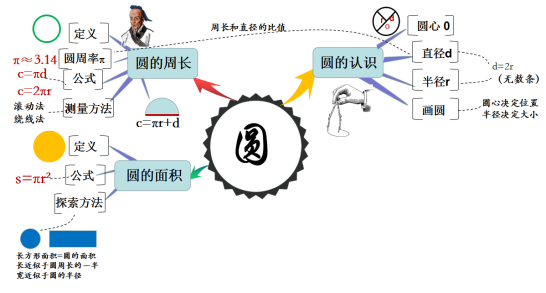 圆
圆的周长
定义
圆周率π
π≈3.14
公式
c=πd
c=2πr
测量方法
滚动法
绕线法
c=πr+d
周长和直径的比值
圆的认识
圆心 0
r d
o
直径d
半径r
d=2r
(无数条)
画圆
圆心决定位置
半径决定大小
圆的面积
定义
公式
s=πr²
探索方法
长方形面积=圆的面积
长近似于圆周长的一半
宽近似于圆的半径